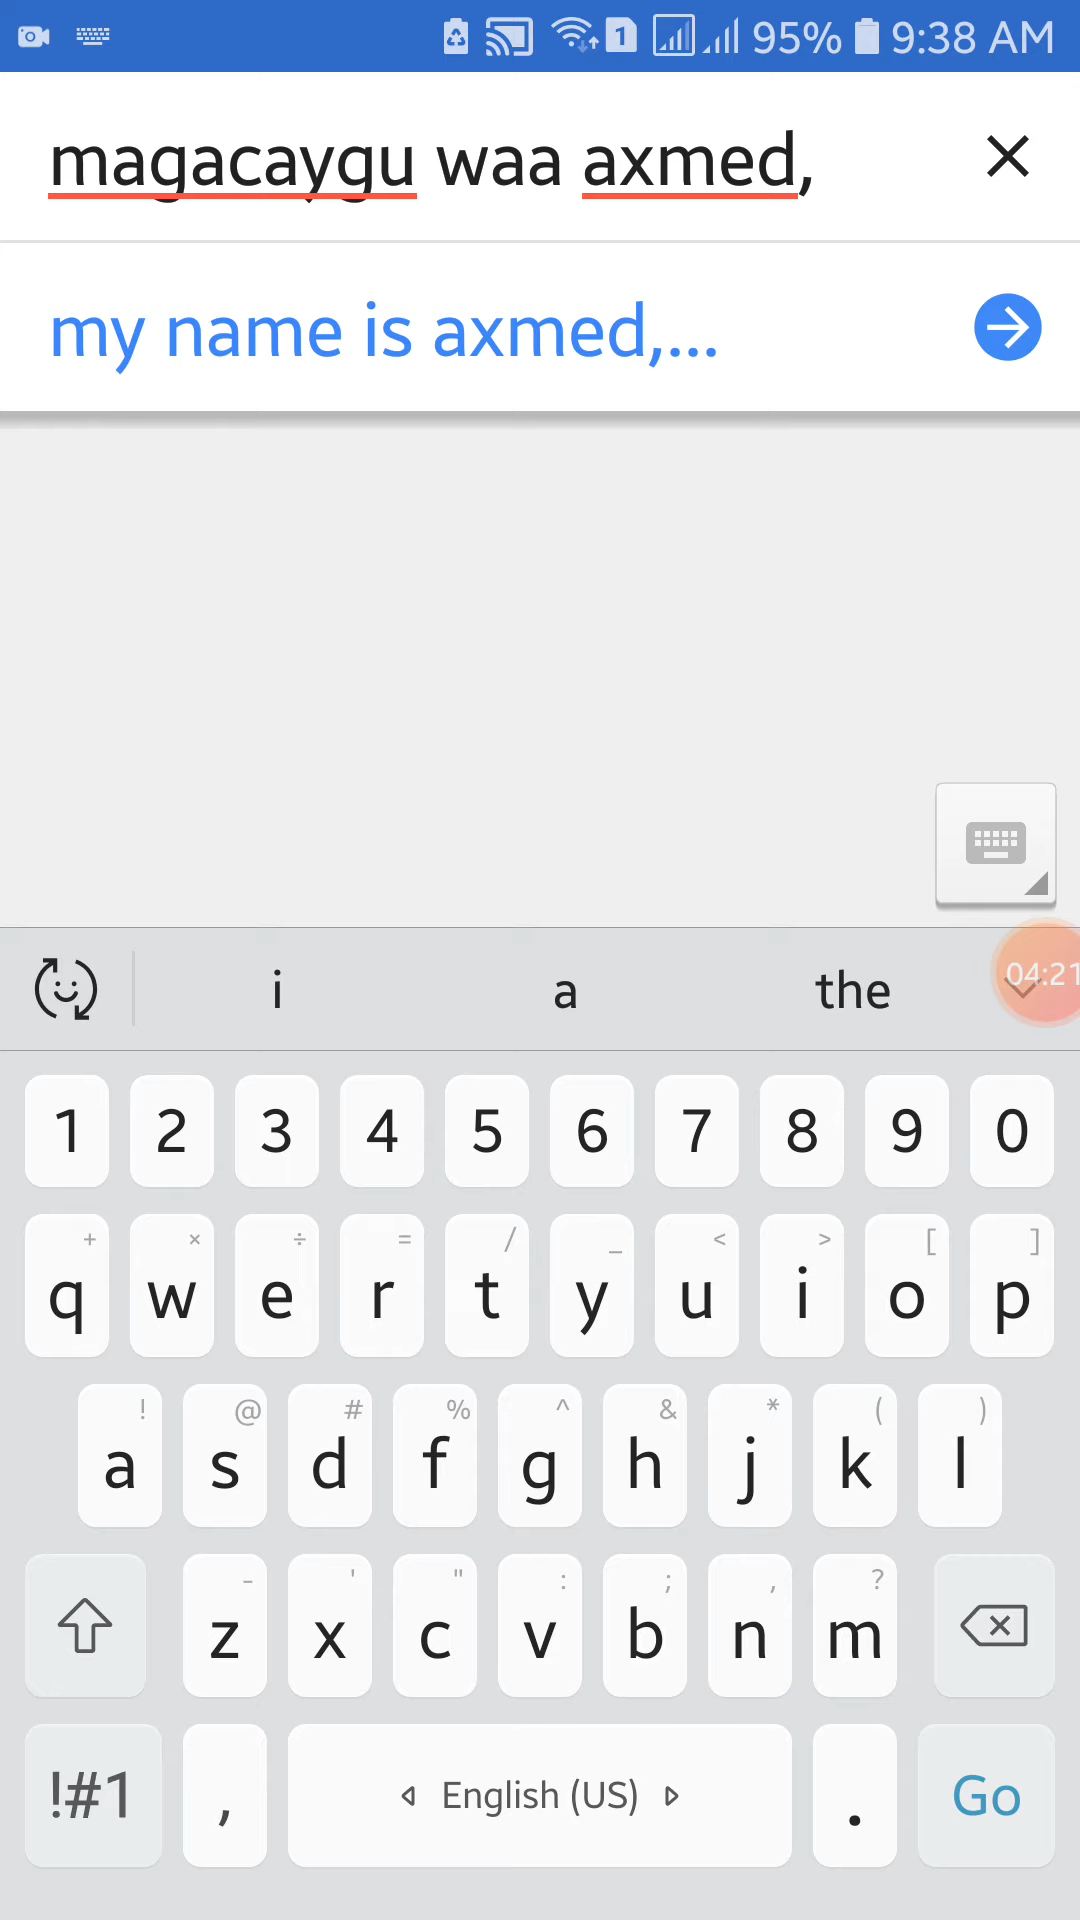 1 95% 9:38 AM
magacaygu waa axmed,
my name is axmed,...
i a the 04:21
1 2 3 4 5 6 7 8 9 0
+ × ÷ = / _ < > [ ]
q w e r t y u i o p
! @ # % ^ & * ( )
a s d f g h j k l
- ' " : ; , ?
z x c v b n m
!#1 , English (US) . Go